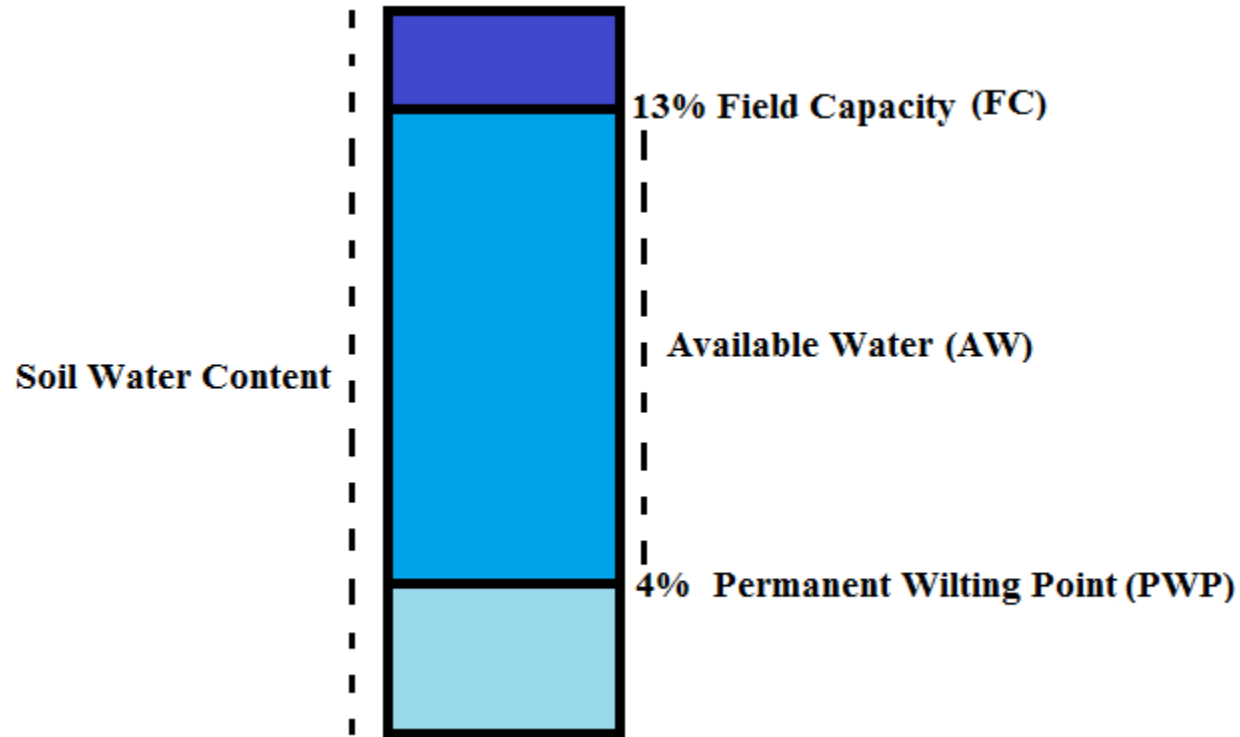 13% Field Capacity (FC)
Available Water (AW)
Soil Water Content
4% Permanent Wilting Point (PWP)